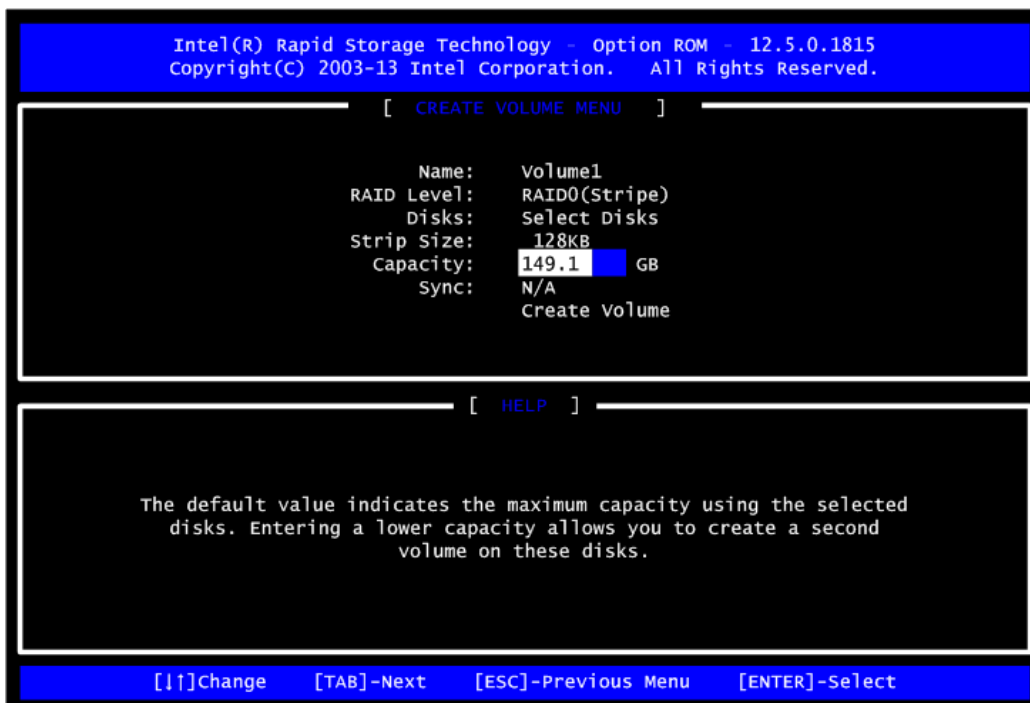 Intel(R) Rapid Storage Technology - Option ROM - 12.5.0.1815
Copyright(C) 2003-13 Intel Corporation. All Rights Reserved.
[ CREATE VOLUME MENU ]
Name: Volume1
RAID Level: RAID0(Stripe)
Disks: Select Disks
Strip Size: 128KB
Capacity: 149.1 GB
Sync: N/A
Create Volume
[ HELP ]
The default value indicates the maximum capacity using the selected
disks. Entering a lower capacity allows you to create a second
volume on these disks.
[↓↑]Change [TAB]-Next [ESC]-Previous Menu [ENTER]-Select